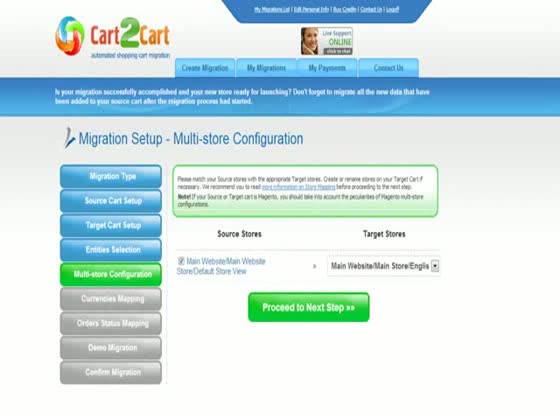 My Migrations List | Edit Personal Info | Buy Credits | Contact Us | Logoff
Cart2Cart
automated shopping cart migration
Live Support
ONLINE
click to chat
Create Migration
My Migrations
My Payments
Contact Us
Is your migration successfully accomplished and your new store ready for launching? Don't forget to migrate all the new data that have
been added to your source cart after the migration process had started.
Migration Setup - Multi-store Configuration
Migration Type
Source Cart Setup
Target Cart Setup
Entities Selection
Multi-store Configuration
Currencies Mapping
Orders Status Mapping
Demo Migration
Confirm Migration
Please match your Source stores with the appropriate Target stores. Create or rename stores on your Target Cart if
necessary. We recommend you to read more information on Store Mapping before proceeding to the next step.
Note! If your Source or Target cart is Magento, you should take into account the peculiarities of Magento multi-store
configurations.
Source Stores
Target Stores
Main Website/Main Website
Store/Default Store View
»
Main Website/Main Store/Englis
Proceed to Next Step »»